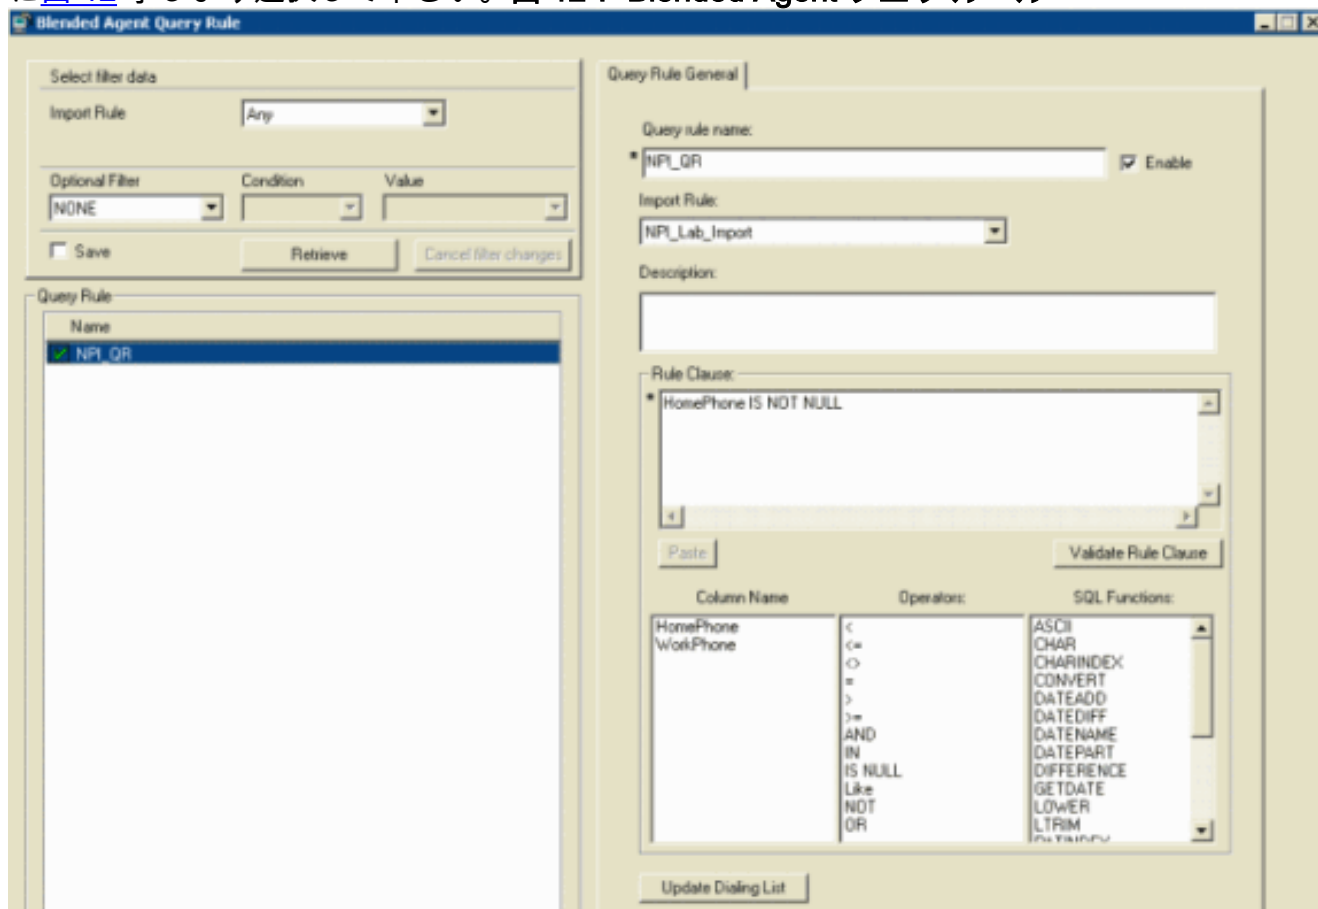 Blended Agent Query Rule
Select filter data
Import Rule
Any
Optional Filter
Condition
Value
NONE
Save
Retrieve
Cancel filter changes
Query Rule
Name
NPI_QR
Query Rule General
Query rule name:
* NPI_QR
Enable
Import Rule:
NPI_Lab_Import
Description:
Rule Clause:
* HomePhone IS NOT NULL
Paste
Validate Rule Clause
Column Name
Operators:
SQL Functions:
HomePhone
WorkPhone
<
<=
<>
=
>
>=
AND
IN
IS NULL
Like
NOT
OR
ASCII
CHAR
CHARINDEX
CONVERT
DATEADD
DATEDIFF
DATENAME
DATEPART
DIFFERENCE
GETDATE
LOWER
LTRIM
Update Dialing List